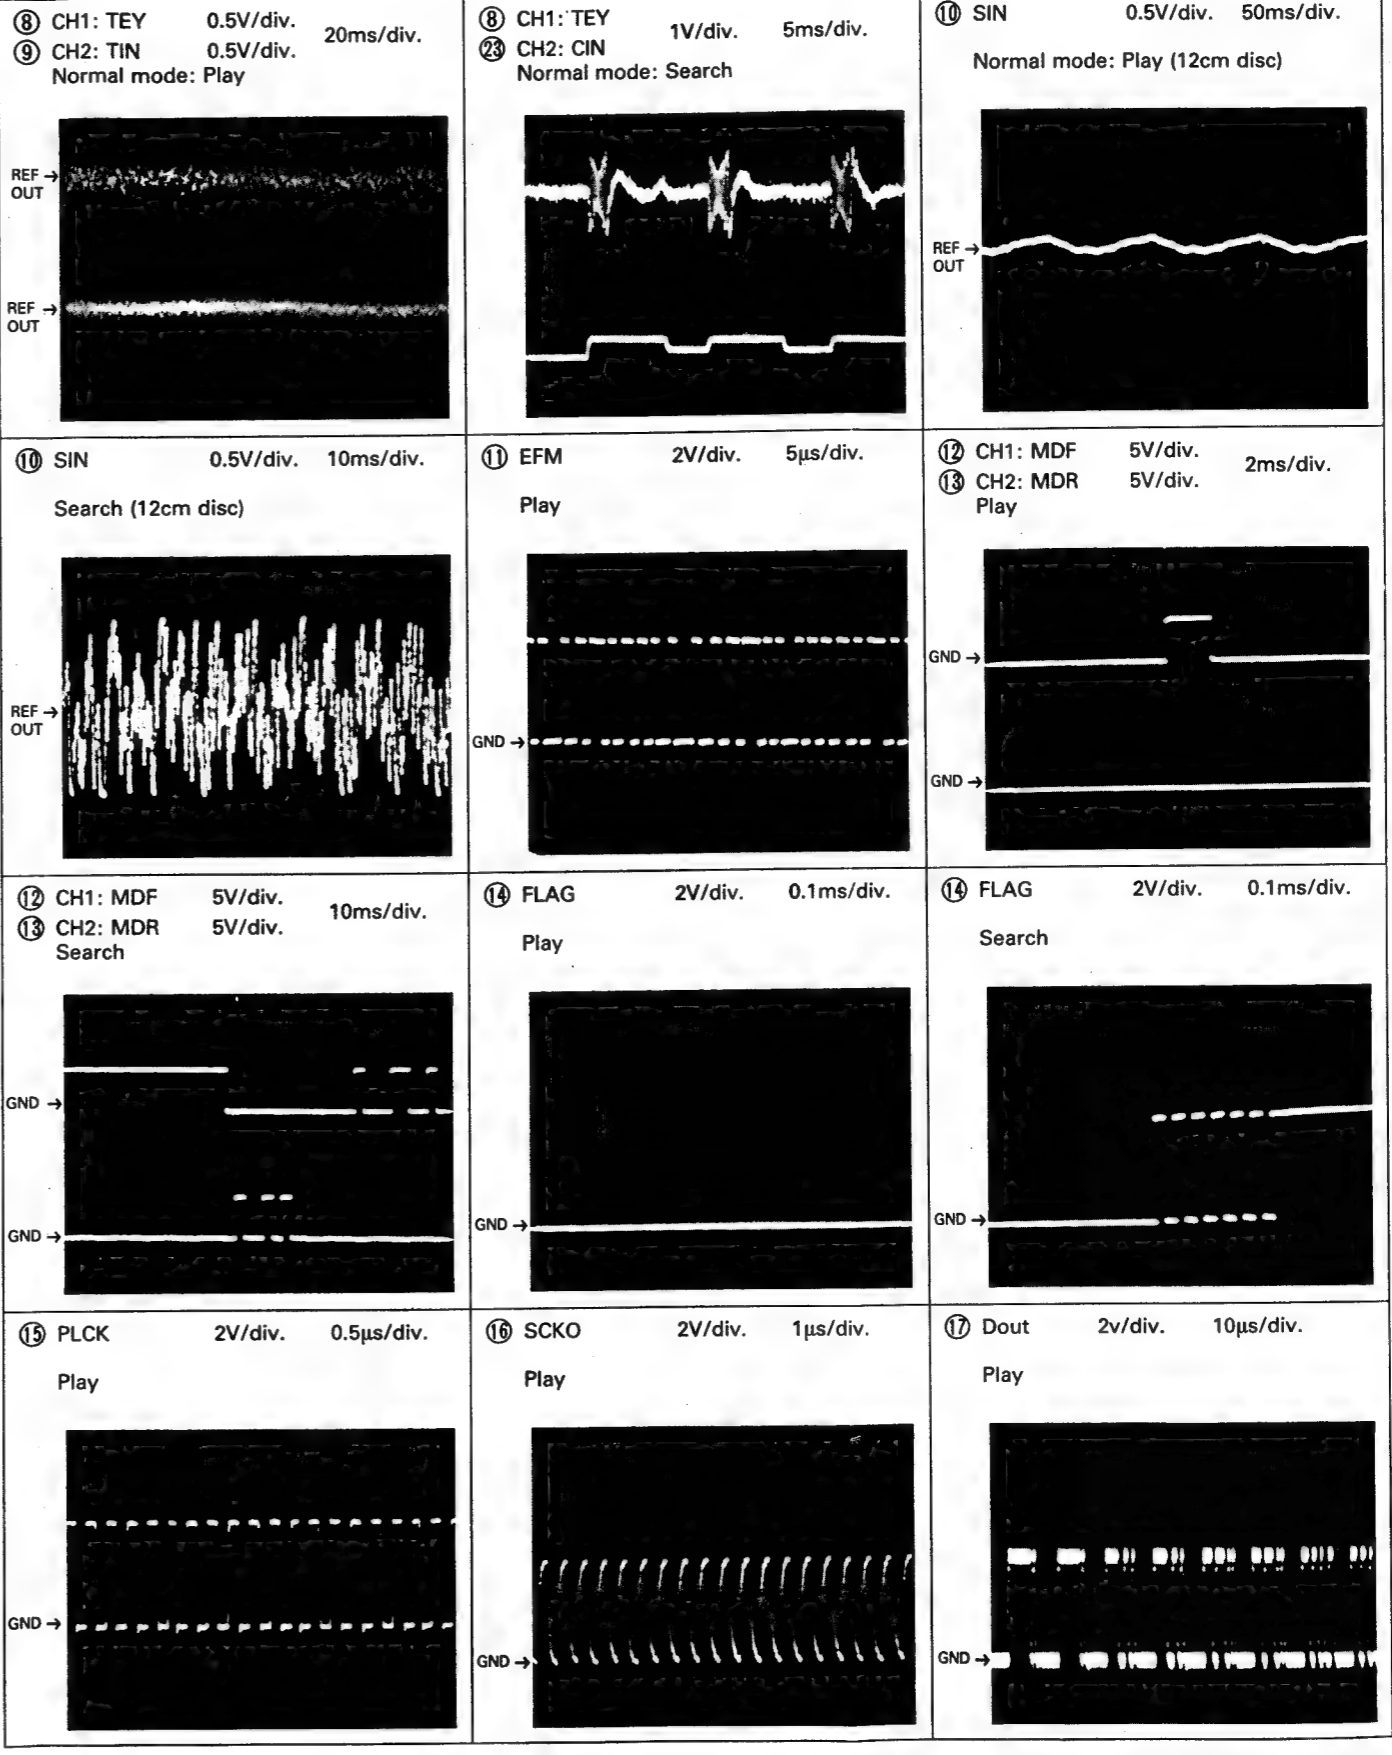 ⑧ CH1: TEY 0.5V/div. 20ms/div.
⑨ CH2: TIN 0.5V/div.
Normal mode: Play
REF → OUT
REF → OUT
⑧ CH1: TEY 1V/div. 5ms/div.
㉓ CH2: CIN
Normal mode: Search
⑩ SIN 0.5V/div. 50ms/div.
Normal mode: Play (12cm disc)
REF → OUT
⑩ SIN 0.5V/div. 10ms/div.
Search (12cm disc)
REF → OUT
⑪ EFM 2V/div. 5µs/div.
Play
GND →
⑫ CH1: MDF 5V/div. 2ms/div.
⑬ CH2: MDR 5V/div.
Play
GND →
GND →
⑫ CH1: MDF 5V/div. 10ms/div.
⑬ CH2: MDR 5V/div.
Search
GND →
GND →
⑭ FLAG 2V/div. 0.1ms/div.
Play
GND →
⑭ FLAG 2V/div. 0.1ms/div.
Search
GND →
⑮ PLCK 2V/div. 0.5µs/div.
Play
GND →
⑯ SCKO 2V/div. 1µs/div.
Play
GND →
⑰ Dout 2v/div. 10µs/div.
Play
GND →